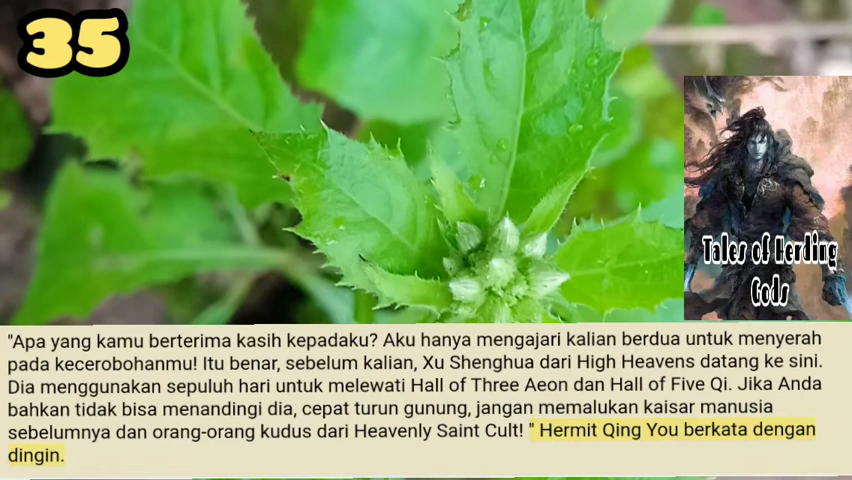 35
Tales of Herding
Gods
"Apa yang kamu berterima kasih kepadaku? Aku hanya mengajari kalian berdua untuk menyerah
pada kecerobohanmu! Itu benar, sebelum kalian, Xu Shenghua dari High Heavens datang ke sini.
Dia menggunakan sepuluh hari untuk melewati Hall of Three Aeon dan Hall of Five Qi. Jika Anda
bahkan tidak bisa menandingi dia, cepat turun gunung, jangan memalukan kaisar manusia
sebelumnya dan orang-orang kudus dari Heavenly Saint Cult! " Hermit Qing You berkata dengan
dingin.